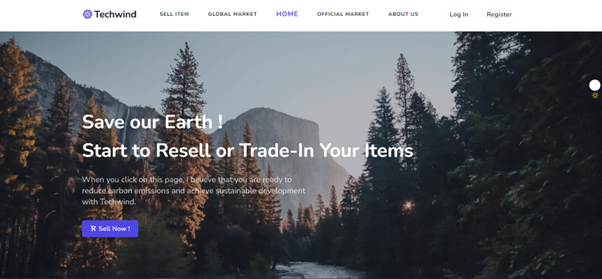 Techwind
SELL ITEM
GLOBAL MARKET
HOME
OFFICIAL MARKET
ABOUT US
Log In
Register
Save our Earth !
Start to Resell or Trade-In Your Items
When you click on this page, I believe that you are ready to
reduce carbon emissions and achieve sustainable development
with Techwind.
Sell Now !